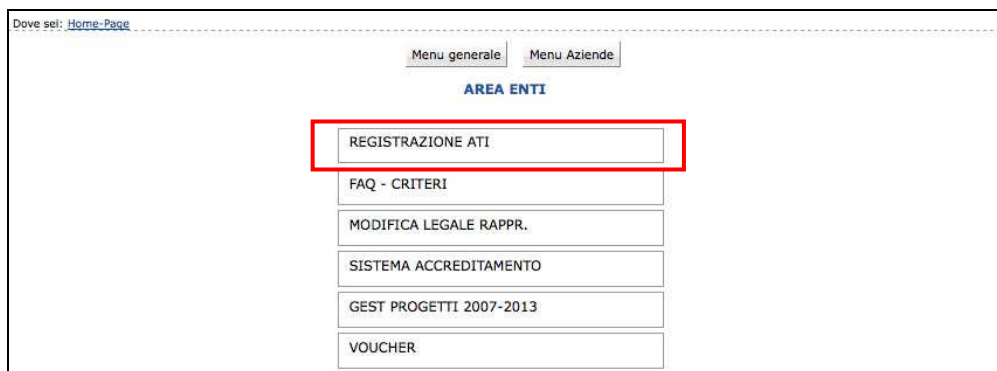 Dove sei: Home-Page
Menu generale Menu Aziende
AREA ENTI
REGISTRAZIONE ATI
FAQ - CRITERI
MODIFICA LEGALE RAPPR.
SISTEMA ACCREDITAMENTO
GEST PROGETTI 2007-2013
VOUCHER